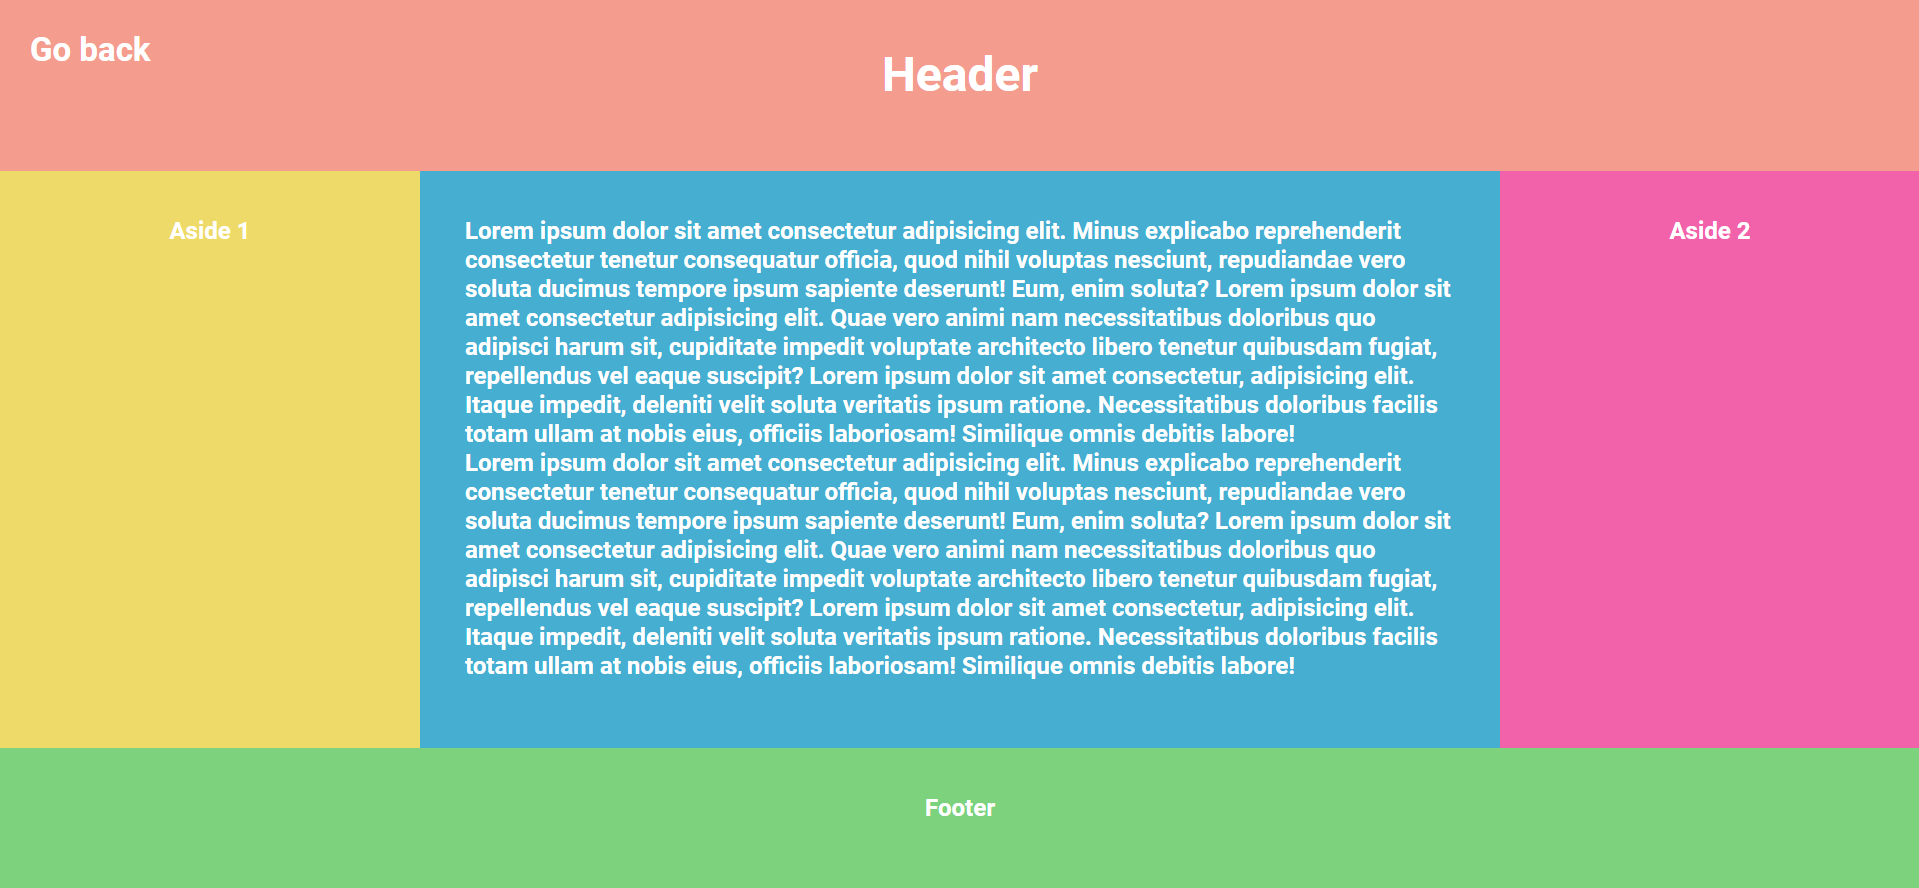 Go back
Header
Aside 1
Lorem ipsum dolor sit amet consectetur adipisicing elit. Minus explicabo reprehenderit
consectetur tenetur consequatur officia, quod nihil voluptas nesciunt, repudiandae vero
soluta ducimus tempore ipsum sapiente deserunt! Eum, enim soluta? Lorem ipsum dolor sit
amet consectetur adipisicing elit. Quae vero animi nam necessitatibus doloribus quo
adipisci harum sit, cupiditate impedit voluptate architecto libero tenetur quibusdam fugiat,
repellendus vel eaque suscipit? Lorem ipsum dolor sit amet consectetur, adipisicing elit.
Itaque impedit, deleniti velit soluta veritatis ipsum ratione. Necessitatibus doloribus facilis
totam ullam at nobis eius, officiis laboriosam! Similique omnis debitis labore!
Lorem ipsum dolor sit amet consectetur adipisicing elit. Minus explicabo reprehenderit
consectetur tenetur consequatur officia, quod nihil voluptas nesciunt, repudiandae vero
soluta ducimus tempore ipsum sapiente deserunt! Eum, enim soluta? Lorem ipsum dolor sit
amet consectetur adipisicing elit. Quae vero animi nam necessitatibus doloribus quo
adipisci harum sit, cupiditate impedit voluptate architecto libero tenetur quibusdam fugiat,
repellendus vel eaque suscipit? Lorem ipsum dolor sit amet consectetur, adipisicing elit.
Itaque impedit, deleniti velit soluta veritatis ipsum ratione. Necessitatibus doloribus facilis
totam ullam at nobis eius, officiis laboriosam! Similique omnis debitis labore!
Aside 2
Footer